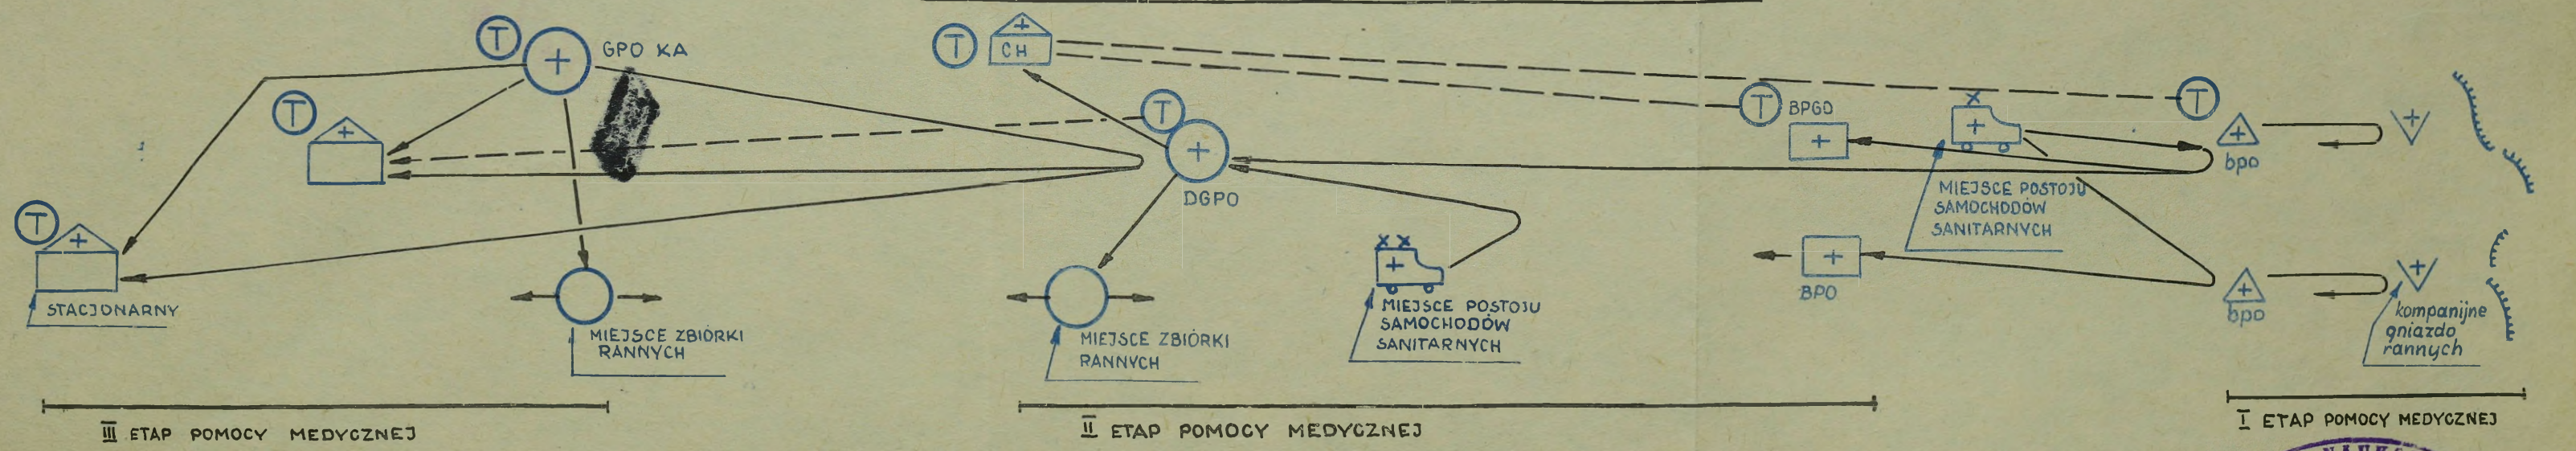 T
GPO KA
T
T
STACJONARNY
MIEJSCE ZBIÓRKI
RANNYCH
T
CH
T
DGPO
MIEJSCE ZBIÓRKI
RANNYCH
MIEJSCE POSTOJU
SAMOCHODÓW
SANITARNYCH
T
BPGO
BPO
MIEJSCE POSTOJU
SAMOCHODÓW
SANITARNYCH
T
bpo
bpo
kompanijne
gniazdo
rannych
III ETAP POMOCY MEDYCZNEJ
II ETAP POMOCY MEDYCZNEJ
I ETAP POMOCY MEDYCZNEJ